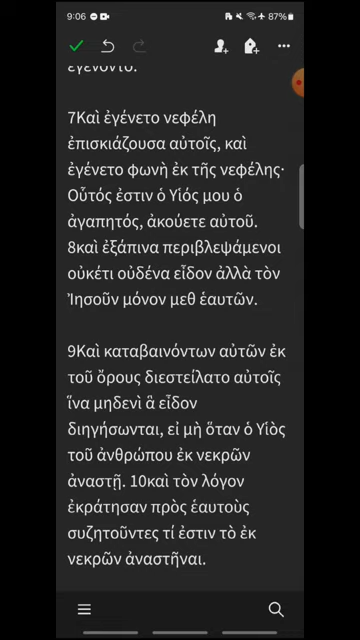 9:06
87%
ἐγένοντο.
7Καὶ ἐγένετο νεφέλη
ἐπισκιάζουσα αὐτοῖς, καὶ
ἐγένετο φωνὴ ἐκ τῆς νεφέλης·
Οὗτός ἐστιν ὁ Υἱός μου ὁ
ἀγαπητός, ἀκούετε αὐτοῦ.
8καὶ ἐξάπινα περιβλεψάμενοι
οὐκέτι οὐδένα εἶδον ἀλλὰ τὸν
Ἰησοῦν μόνον μεθ ἑαυτῶν.
9Καὶ καταβαινόντων αὐτῶν ἐκ
τοῦ ὄρους διεστείλατο αὐτοῖς
ἵνα μηδενὶ ἃ εἶδον
διηγήσωνται, εἰ μὴ ὅταν ὁ Υἱὸς
τοῦ ἀνθρώπου ἐκ νεκρῶν
ἀναστῇ. 10καὶ τὸν λόγον
ἐκράτησαν πρὸς ἑαυτοὺς
συζητοῦντες τί ἐστιν τὸ ἐκ
νεκρῶν ἀναστῆναι.